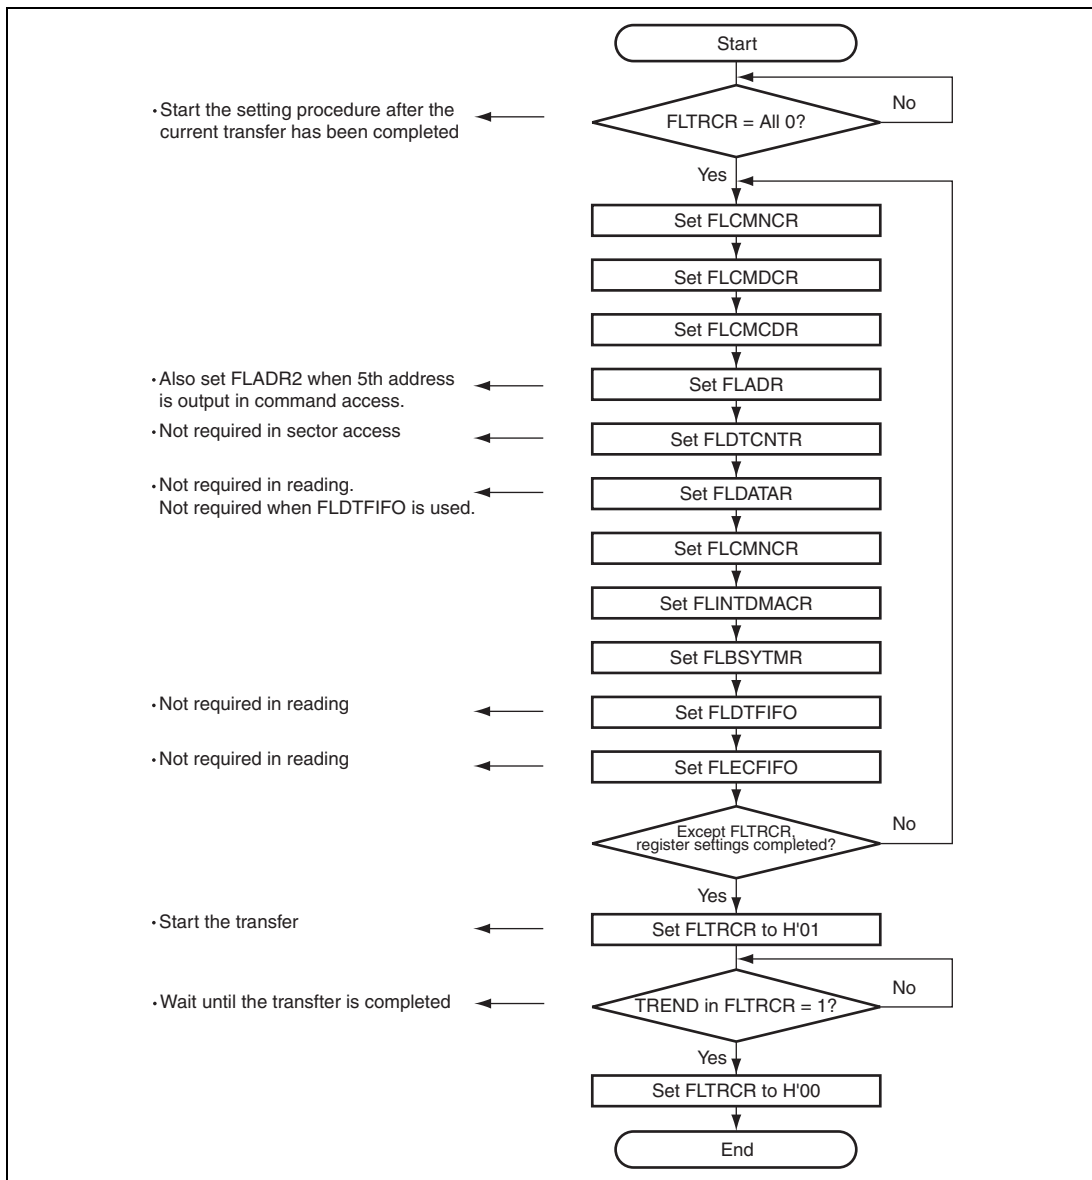 Start
No
• Start the setting procedure after the
current transfer has been completed
FLTRCR = All 0?
Yes
Set FLCMNCR
Set FLCMDCR
Set FLCMCDR
• Also set FLADR2 when 5th address
is output in command access.
Set FLADR
• Not required in sector access
Set FLDTCNTR
• Not required in reading.
Not required when FLDTFIFO is used.
Set FLDATAR
Set FLCMNCR
Set FLINTDMACR
Set FLBSYTMR
• Not required in reading
Set FLDTFIFO
• Not required in reading
Set FLECFIFO
Except FLTRCR,
register settings completed?
No
Yes
• Start the transfer
Set FLTRCR to H'01
No
• Wait until the transfter is completed
TREND in FLTRCR = 1?
Yes
Set FLTRCR to H'00
End